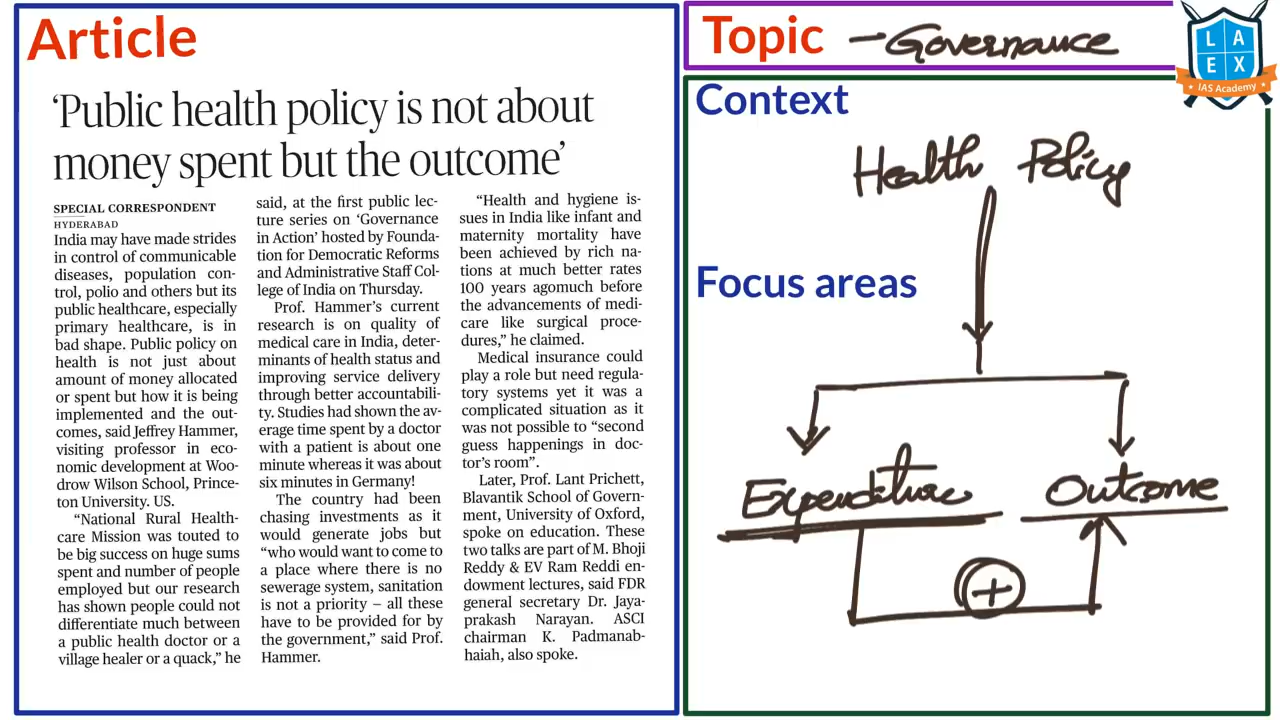 Article
‘Public health policy is not about
money spent but the outcome’
SPECIAL CORRESPONDENT
HYDERABAD
India may have made strides
in control of communicable
diseases, population con-
trol, polio and others but its
public healthcare, especially
primary healthcare, is in
bad shape. Public policy on
health is not just about
amount of money allocated
or spent but how it is being
implemented and the out-
comes, said Jeffrey Hammer,
visiting professor in eco-
nomic development at Woo-
drow Wilson School, Prince-
ton University. US.
“National Rural Health-
care Mission was touted to
be big success on huge sums
spent and number of people
employed but our research
has shown people could not
differentiate much between
a public health doctor or a
village healer or a quack,” he
said, at the first public lec-
ture series on ‘Governance
in Action’ hosted by Founda-
tion for Democratic Reforms
and Administrative Staff Col-
lege of India on Thursday.
Prof. Hammer’s current
research is on quality of
medical care in India, deter-
minants of health status and
improving service delivery
through better accountabili-
ty. Studies had shown the av-
erage time spent by a doctor
with a patient is about one
minute whereas it was about
six minutes in Germany!
The country had been
chasing investments as it
would generate jobs but
“who would want to come to
a place where there is no
sewerage system, sanitation
is not a priority – all these
have to be provided for by
the government,” said Prof.
Hammer.
“Health and hygiene is-
sues in India like infant and
maternity mortality have
been achieved by rich na-
tions at much better rates
100 years agomuch before
the advancements of medi-
care like surgical proce-
dures,” he claimed.
Medical insurance could
play a role but need regula-
tory systems yet it was a
complicated situation as it
was not possible to “second
guess happenings in doc-
tor’s room”.
Later, Prof. Lant Prichett,
Blavantik School of Govern-
ment, University of Oxford,
spoke on education. These
two talks are part of M. Bhoji
Reddy & EV Ram Reddi en-
dowment lectures, said FDR
general secretary Dr. Jaya-
prakash Narayan. ASCI
chairman K. Padmanab-
haiah, also spoke.
Topic - Governance
L A
E X
IAS Academy
Context
Health Policy
Focus areas
Expenditure Outcome
+